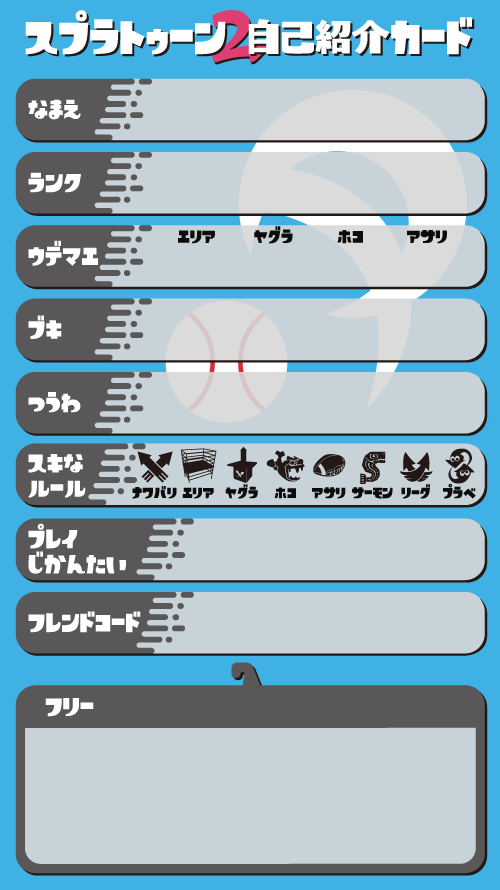 スプラトゥーン2自己紹介カード
なまえ
ランク
ウデマエ
エリア ヤグラ ホコ アサリ
ブキ
つうわ
スキな
ルール
ナワバリ エリア ヤグラ ホコ アサリ サーモン リーグ プラベ
プレイ
じかんたい
フレンドコード
フリー